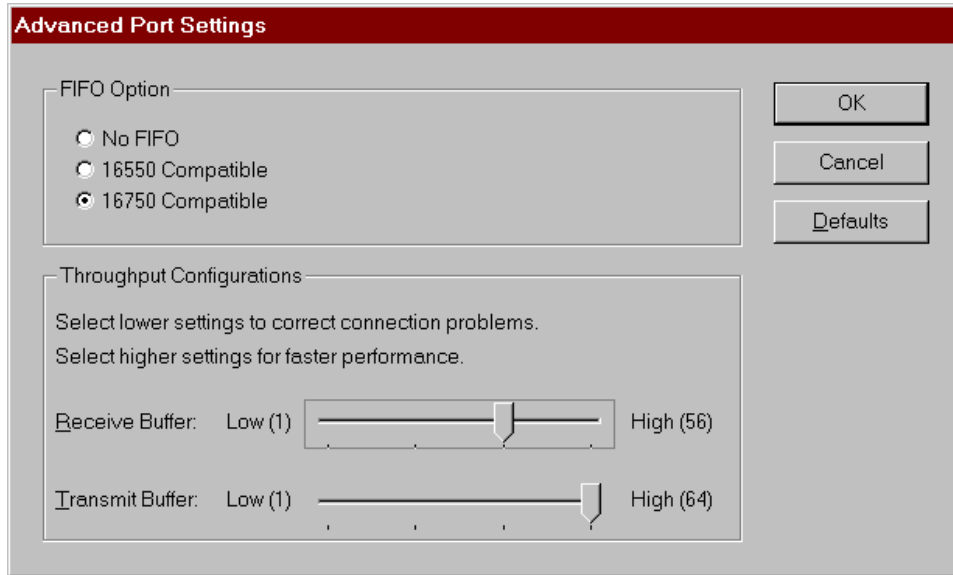 Advanced Port Settings
FIFO Option
No FIFO
16550 Compatible
16750 Compatible
OK
Cancel
Defaults
Throughput Configurations
Select lower settings to correct connection problems.
Select higher settings for faster performance.
Receive Buffer: Low (1) High (56)
Transmit Buffer: Low (1) High (64)